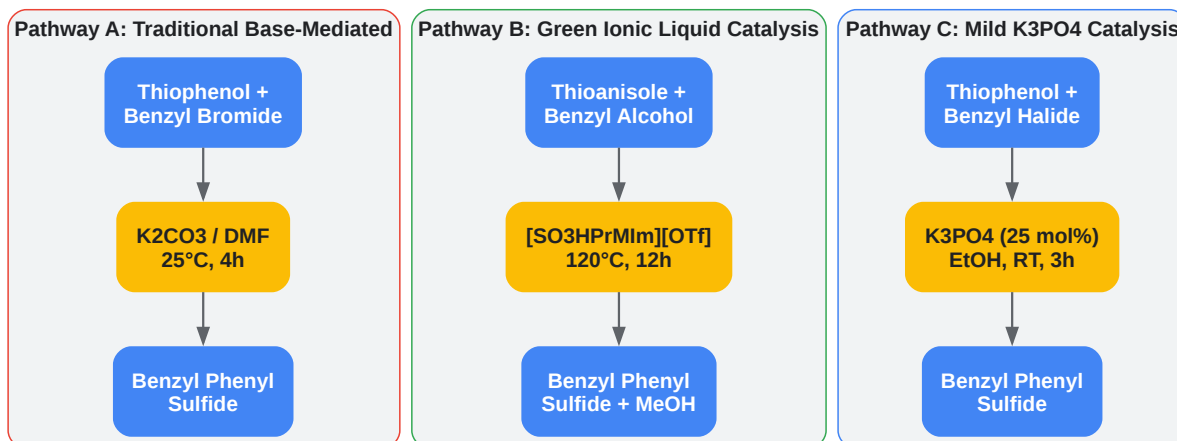 Pathway A: Traditional Base-Mediated
Thiophenol +
Benzyl Bromide
K2CO3 / DMF
25°C, 4h
Benzyl Phenyl
Sulfide
Pathway B: Green Ionic Liquid Catalysis
Thioanisole +
Benzyl Alcohol
[SO3HPrMIm][OTf]
120°C, 12h
Benzyl Phenyl
Sulfide + MeOH
Pathway C: Mild K3PO4 Catalysis
Thiophenol +
Benzyl Halide
K3PO4 (25 mol%)
EtOH, RT, 3h
Benzyl Phenyl
Sulfide